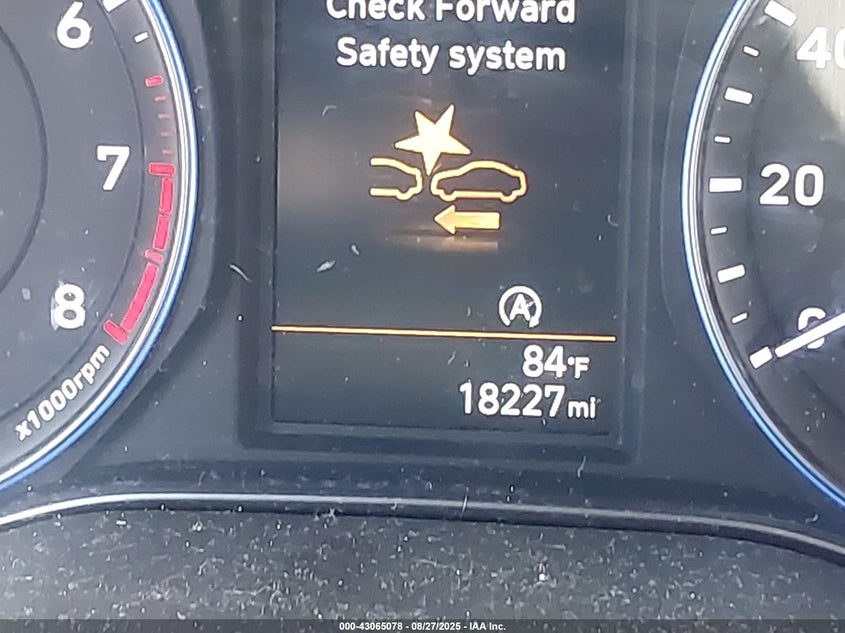 Check Forward
Safety system
6
7
8
x1000rpm
40
20
0
A
84°F
18227mi
000-43065078 - 08/27/2025 - IAA Inc.